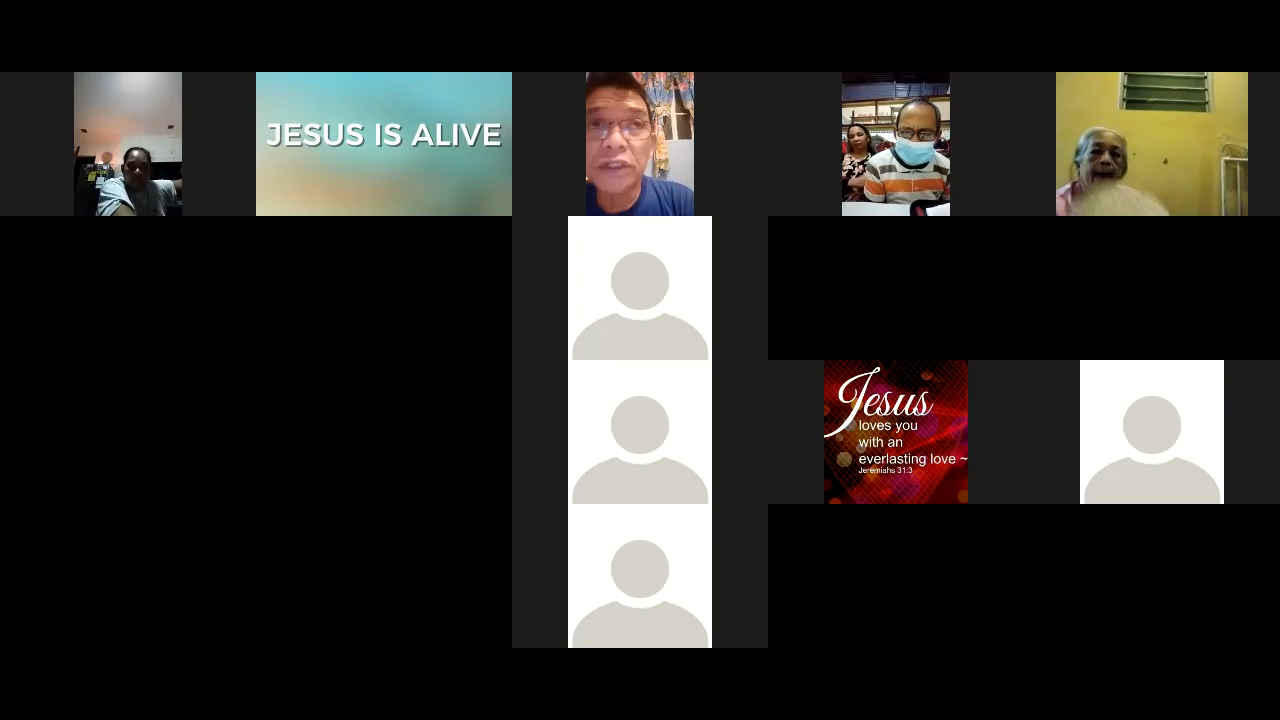 JESUS IS ALIVE
Jesus
loves you
with an
everlasting love ~
Jeremiahs 31:3